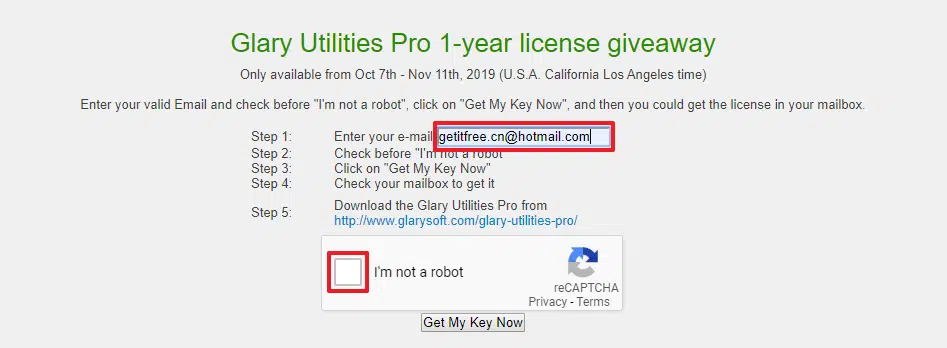 Glary Utilities Pro 1-year license giveaway
Only available from Oct 7th - Nov 11th, 2019 (U.S.A. California Los Angeles time)
Enter your valid Email and check before "I'm not a robot", click on "Get My Key Now", and then you could get the license in your mailbox.
Step 1: Enter your e-mail getitfree.cn@hotmail.com
Step 2: Check before "I'm not a robot
Step 3: Click on "Get My Key Now"
Step 4: Check your mailbox to get it
Step 5: Download the Glary Utilities Pro from
http://www.glarysoft.com/glary-utilities-pro/
I'm not a robot
reCAPTCHA
Privacy - Terms
Get My Key Now